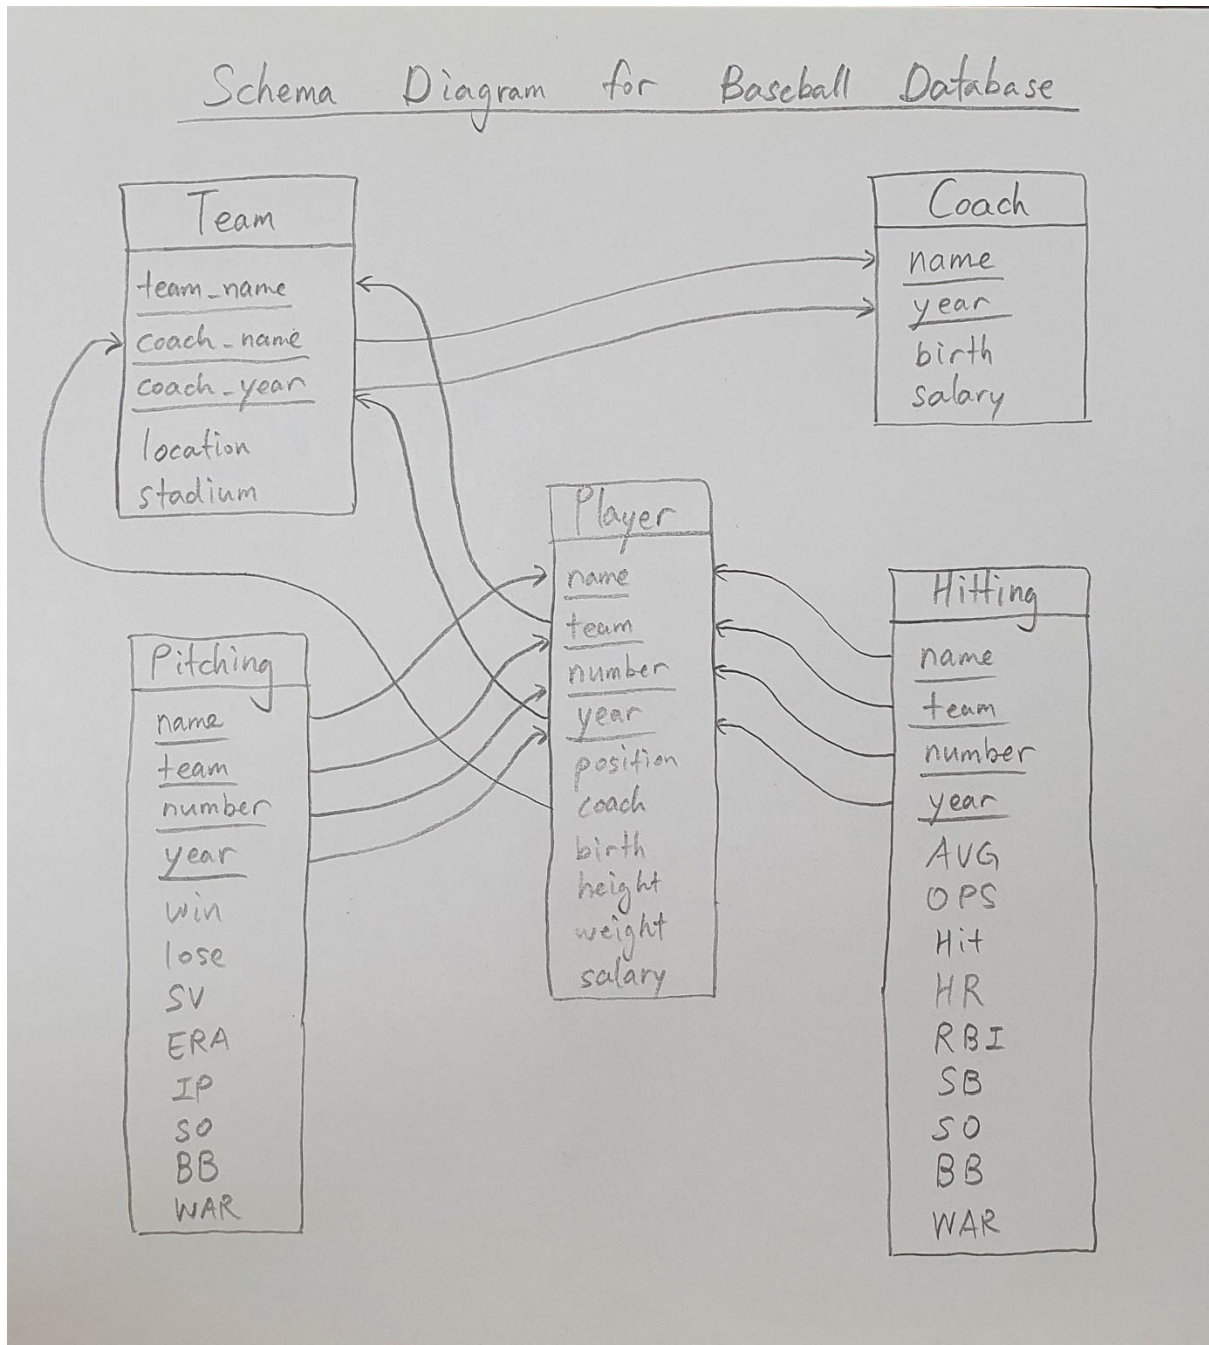 Schema Diagram for Baseball Database
Team
team_name
coach_name
coach_year
location
stadium
Coach
name
year
birth
salary
Player
name
team
number
year
position
coach
birth
height
weight
salary
Pitching
name
team
number
year
win
lose
SV
ERA
IP
SO
BB
WAR
Hitting
name
team
number
year
AVG
OPS
Hit
HR
RBI
SB
SO
BB
WAR